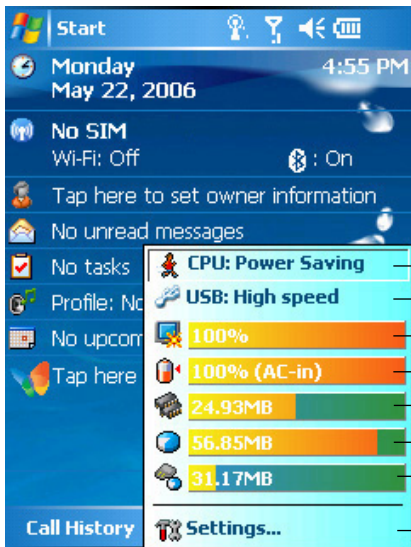 Start
Monday 4:55 PM
May 22, 2006
No SIM
Wi-Fi: Off : On
Tap here to set owner information
No unread messages
No tasks
CPU: Power Saving
USB: High speed
Profile: No
No upcom
100%
Tap here
100% (AC-in)
24.93MB
56.85MB
31.17MB
Call History
Settings...